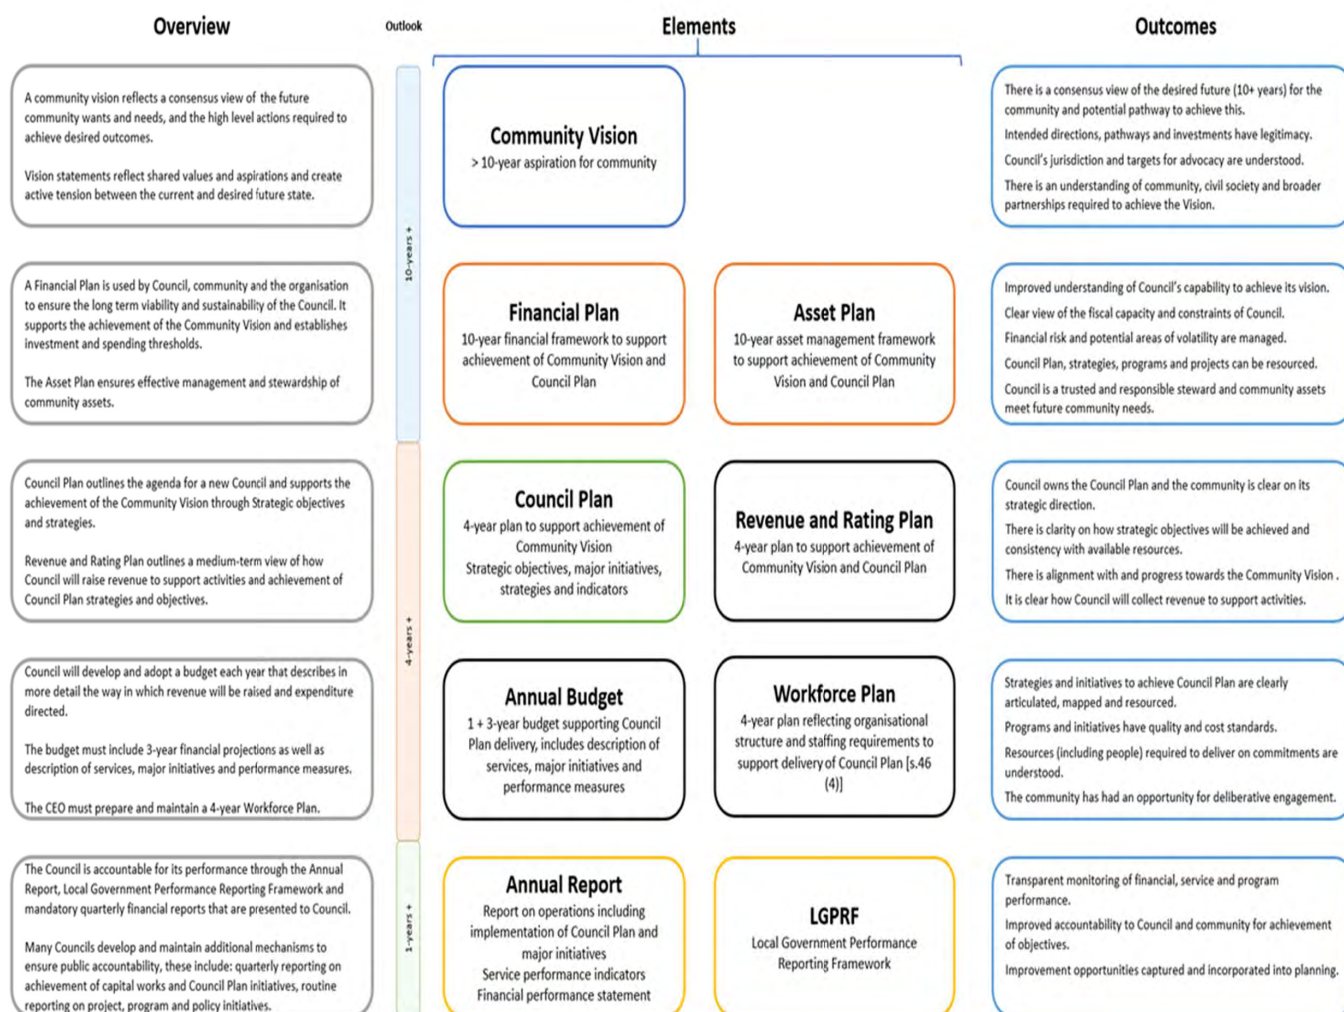 Overview
Outlook
Elements
Outcomes
A community vision reflects a consensus view of the future
community wants and needs, and the high level actions required to
achieve desired outcomes.
Vision statements reflect shared values and aspirations and create
active tension between the current and desired future state.
10-years +
Community Vision
> 10-year aspiration for community
There is a consensus view of the desired future (10+ years) for the
community and potential pathway to achieve this.
Intended directions, pathways and investments have legitimacy.
Council's jurisdiction and targets for advocacy are understood.
There is an understanding of community, civil society and broader
partnerships required to achieve the Vision.
A Financial Plan is used by Council, community and the organisation
to ensure the long term viability and sustainability of the Council. It
supports the achievement of the Community Vision and establishes
investment and spending thresholds.
The Asset Plan ensures effective management and stewardship of
community assets.
Financial Plan
10-year financial framework to support
achievement of Community Vision and
Council Plan
Asset Plan
10-year asset management framework
to support achievement of Community
Vision and Council Plan
Improved understanding of Council's capability to achieve its vision.
Clear view of the fiscal capacity and constraints of Council.
Financial risk and potential areas of volatility are managed.
Council Plan, strategies, programs and projects can be resourced.
Council is a trusted and responsible steward and community assets
meet future community needs.
Council Plan outlines the agenda for a new Council and supports the
achievement of the Community Vision through Strategic objectives
and strategies.
Revenue and Rating Plan outlines a medium-term view of how
Council will raise revenue to support activities and achievement of
Council Plan strategies and objectives.
4-years +
Council Plan
4-year plan to support achievement of
Community Vision
Strategic objectives, major initiatives,
strategies and indicators
Revenue and Rating Plan
4-year plan to support achievement of
Community Vision and Council Plan
Council owns the Council Plan and the community is clear on its
strategic direction.
There is clarity on how strategic objectives will be achieved and
consistency with available resources.
There is alignment with and progress towards the Community Vision .
It is clear how Council will collect revenue to support activities.
Council will develop and adopt a budget each year that describes in
more detail the way in which revenue will be raised and expenditure
directed.
The budget must include 3-year financial projections as well as
description of services, major initiatives and performance measures.
The CEO must prepare and maintain a 4-year Workforce Plan.
Annual Budget
1 + 3-year budget supporting Council
Plan delivery, includes description of
services, major initiatives and
performance measures
Workforce Plan
4-year plan reflecting organisational
structure and staffing requirements to
support delivery of Council Plan [s.46
(4)]
Strategies and initiatives to achieve Council Plan are clearly
articulated, mapped and resourced.
Programs and initiatives have quality and cost standards.
Resources (including people) required to deliver on commitments are
understood.
The community has had an opportunity for deliberative engagement.
The Council is accountable for its performance through the Annual
Report, Local Government Performance Reporting Framework and
mandatory quarterly financial reports that are presented to Council.
Many Councils develop and maintain additional mechanisms to
ensure public accountability, these include: quarterly reporting on
achievement of capital works and Council Plan initiatives, routine
reporting on project, program and policy initiatives.
1-years +
Annual Report
Report on operations including
implementation of Council Plan and
major initiatives
Service performance indicators
Financial performance statement
LGPRF
Local Government Performance
Reporting Framework
Transparent monitoring of financial, service and program
performance.
Improved accountability to Council and community for achievement
of objectives.
Improvement opportunities captured and incorporated into planning.